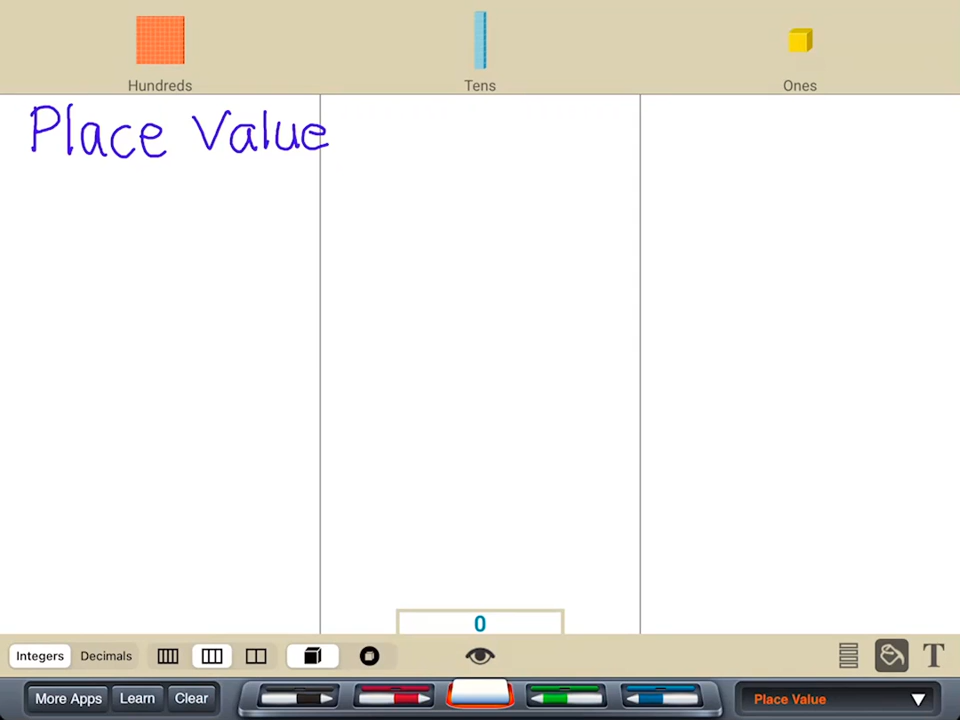 Hundreds Tens Ones
Place Value
0
Integers Decimals T
More Apps Learn Clear Place Value